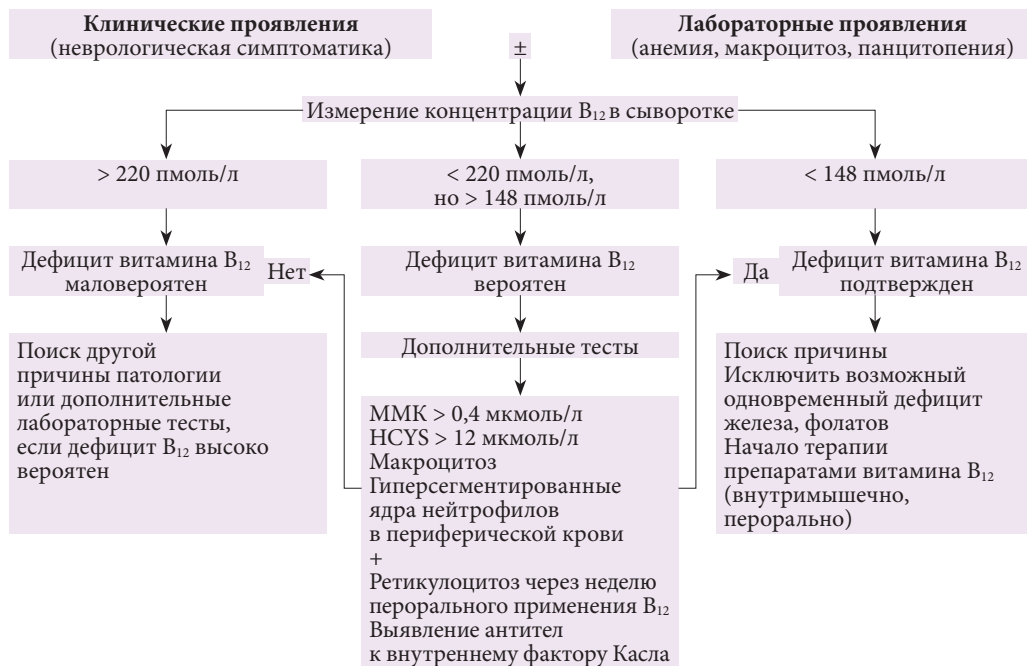 Клинические проявления
(неврологическая симптоматика)
±
Лабораторные проявления
(анемия, макроцитоз, панцитопения)
Измерение концентрации B₁₂ в сыворотке
> 220 пмоль/л
< 220 пмоль/л,
но > 148 пмоль/л
< 148 пмоль/л
Дефицит витамина B₁₂
маловероятен
Нет
Дефицит витамина B₁₂
вероятен
Да
Дефицит витамина B₁₂
подтвержден
Поиск другой
причины патологии
или дополнительные
лабораторные тесты,
если дефицит B₁₂ высоко
вероятен
Дополнительные тесты
ММК > 0,4 мкмоль/л
HCYS > 12 мкмоль/л
Макроцитоз
Гиперсегментированные
ядра нейтрофилов
в периферической крови
+
Ретикулоцитоз через неделю
перорального применения B₁₂
Выявление антител
к внутреннему фактору Касла
Поиск причины
Исключить возможный
одновременный дефицит
железа, фолатов
Начало терапии
препаратами витамина B₁₂
(внутримышечно,
перорально)